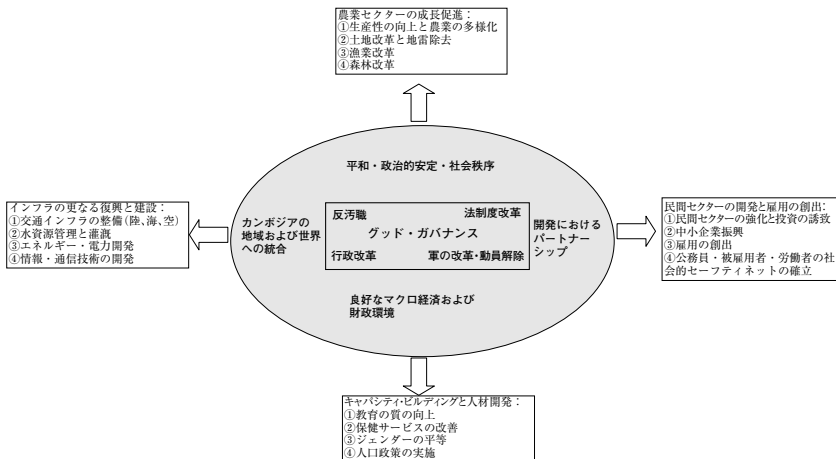 農業セクターの成長促進：
①生産性の向上と農業の多様化
②土地改革と地雷除去
③漁業改革
④森林改革
平和・政治的安定・社会秩序
インフラの更なる復興と建設：
①交通インフラの整備（陸、海、空）
②水資源管理と灌漑
③エネルギー・電力開発
④情報・通信技術の開発
カンボジアの
地域および世界
への統合
反汚職
法制度改革
グッド・ガバナンス
行政改革
軍の改革・動員解除
開発における
パートナー
シップ
民間セクターの開発と雇用の創出：
①民間セクターの強化と投資の誘致
②中小企業振興
③雇用の創出
④公務員・被雇用者・労働者の社
会的セーフティネットの確立
良好なマクロ経済および
財政環境
キャパシティ・ビルディングと人材開発：
①教育の質の向上
②保健サービスの改善
③ジェンダーの平等
④人口政策の実施